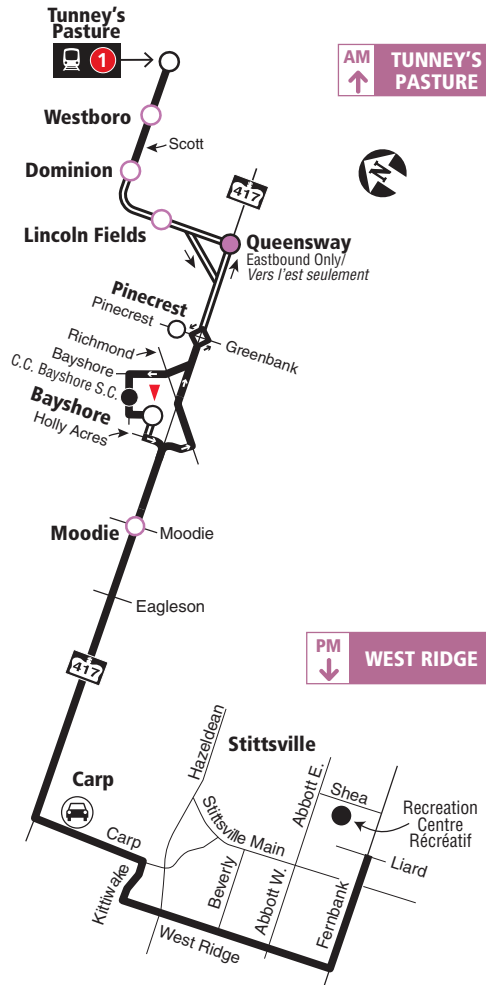 Tunney's
Pasture
1
AM
TUNNEY'S
PASTURE
Westboro
Scott
Dominion
N
417
Lincoln Fields
Queensway
Eastbound Only/
Vers l'est seulement
Pinecrest
Pinecrest
Greenbank
Richmond
Bayshore
C.C. Bayshore S.C.
Bayshore
Holly Acres
Moodie
Moodie
Eagleson
PM
WEST RIDGE
417
Stittsville
Hazeldean
Carp
Abbott E.
Shea
Recreation
Centre
Récréatif
Stittsville Main
Carp
Liard
Kittiwake
Beverly
Abbott W.
Fernbank
West Ridge